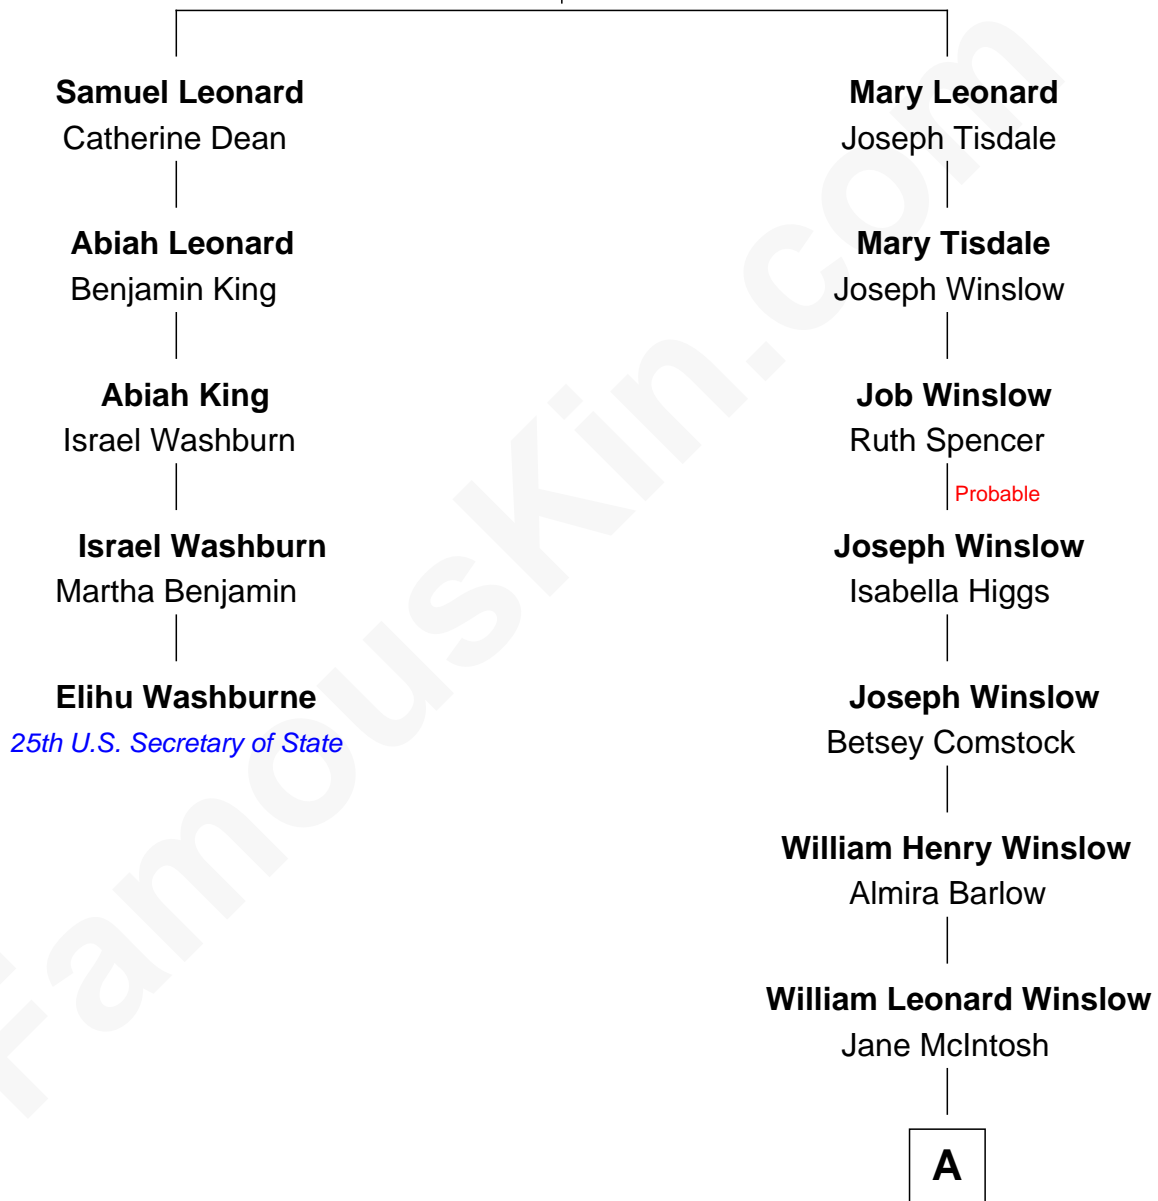 Samuel Leonard
Catherine Dean
Abiah Leonard
Benjamin King
Abiah King
Israel Washburn
Israel Washburn
Martha Benjamin
Elihu Washburne
25th U.S. Secretary of State
Mary Leonard
Joseph Tisdale
Mary Tisdale
Joseph Winslow
Job Winslow
Ruth Spencer
Probable
Joseph Winslow
Isabella Higgs
Joseph Winslow
Betsey Comstock
William Henry Winslow
Almira Barlow
William Leonard Winslow
Jane McIntosh
A
FamousKin.com